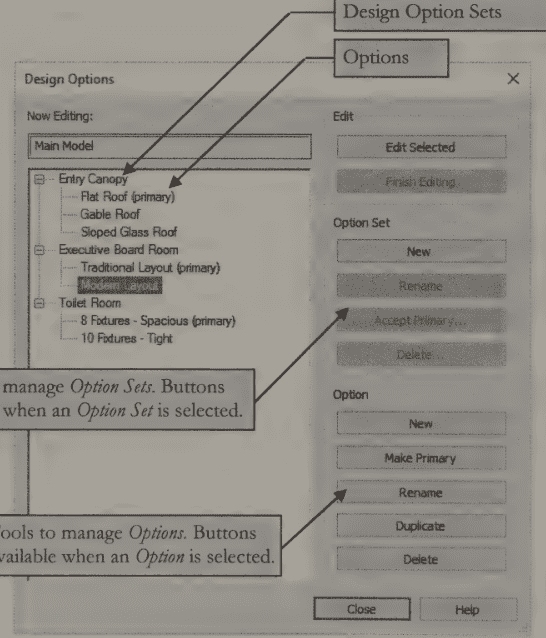 Design Option Sets
Options
Design Options
Now Editing:
Main Model
Entry Canopy
Flat Roof (primary)
Gable Roof
Sloped Glass Roof
Executive Board Room
Traditional Layout (primary)
Modern Layout
Toilet Room
8 Fixtures - Spacious (primary)
10 Fixtures - Tight
manage Option Sets. Buttons
when an Option Set is selected.
ools to manage Options. Buttons
vailable when an Option is selected.
Edit
Edit Selected
Finish Editing
Option Set
New
Rename
Accept Primary...
Delete...
Option
New
Make Primary
Rename
Duplicate
Delete
Close
Help